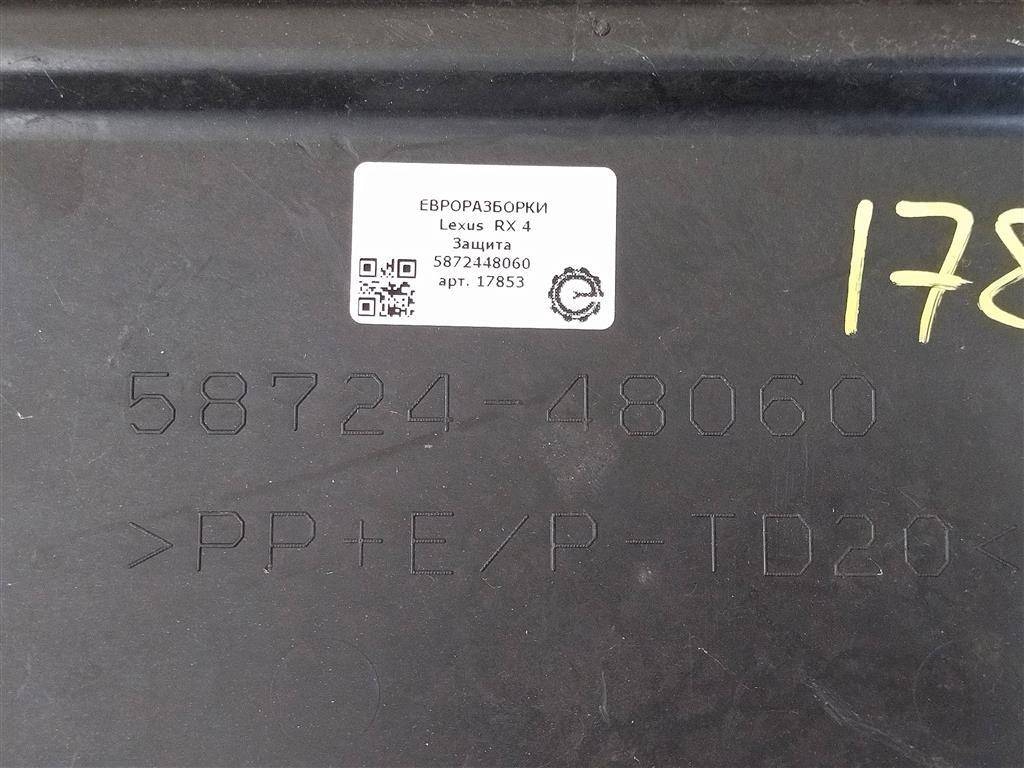 ЕВРОРАЗБОРКИ
Lexus RX 4
Защита
5872448060
арт. 17853
178
58724-48060
>PP+E/P-TD20<